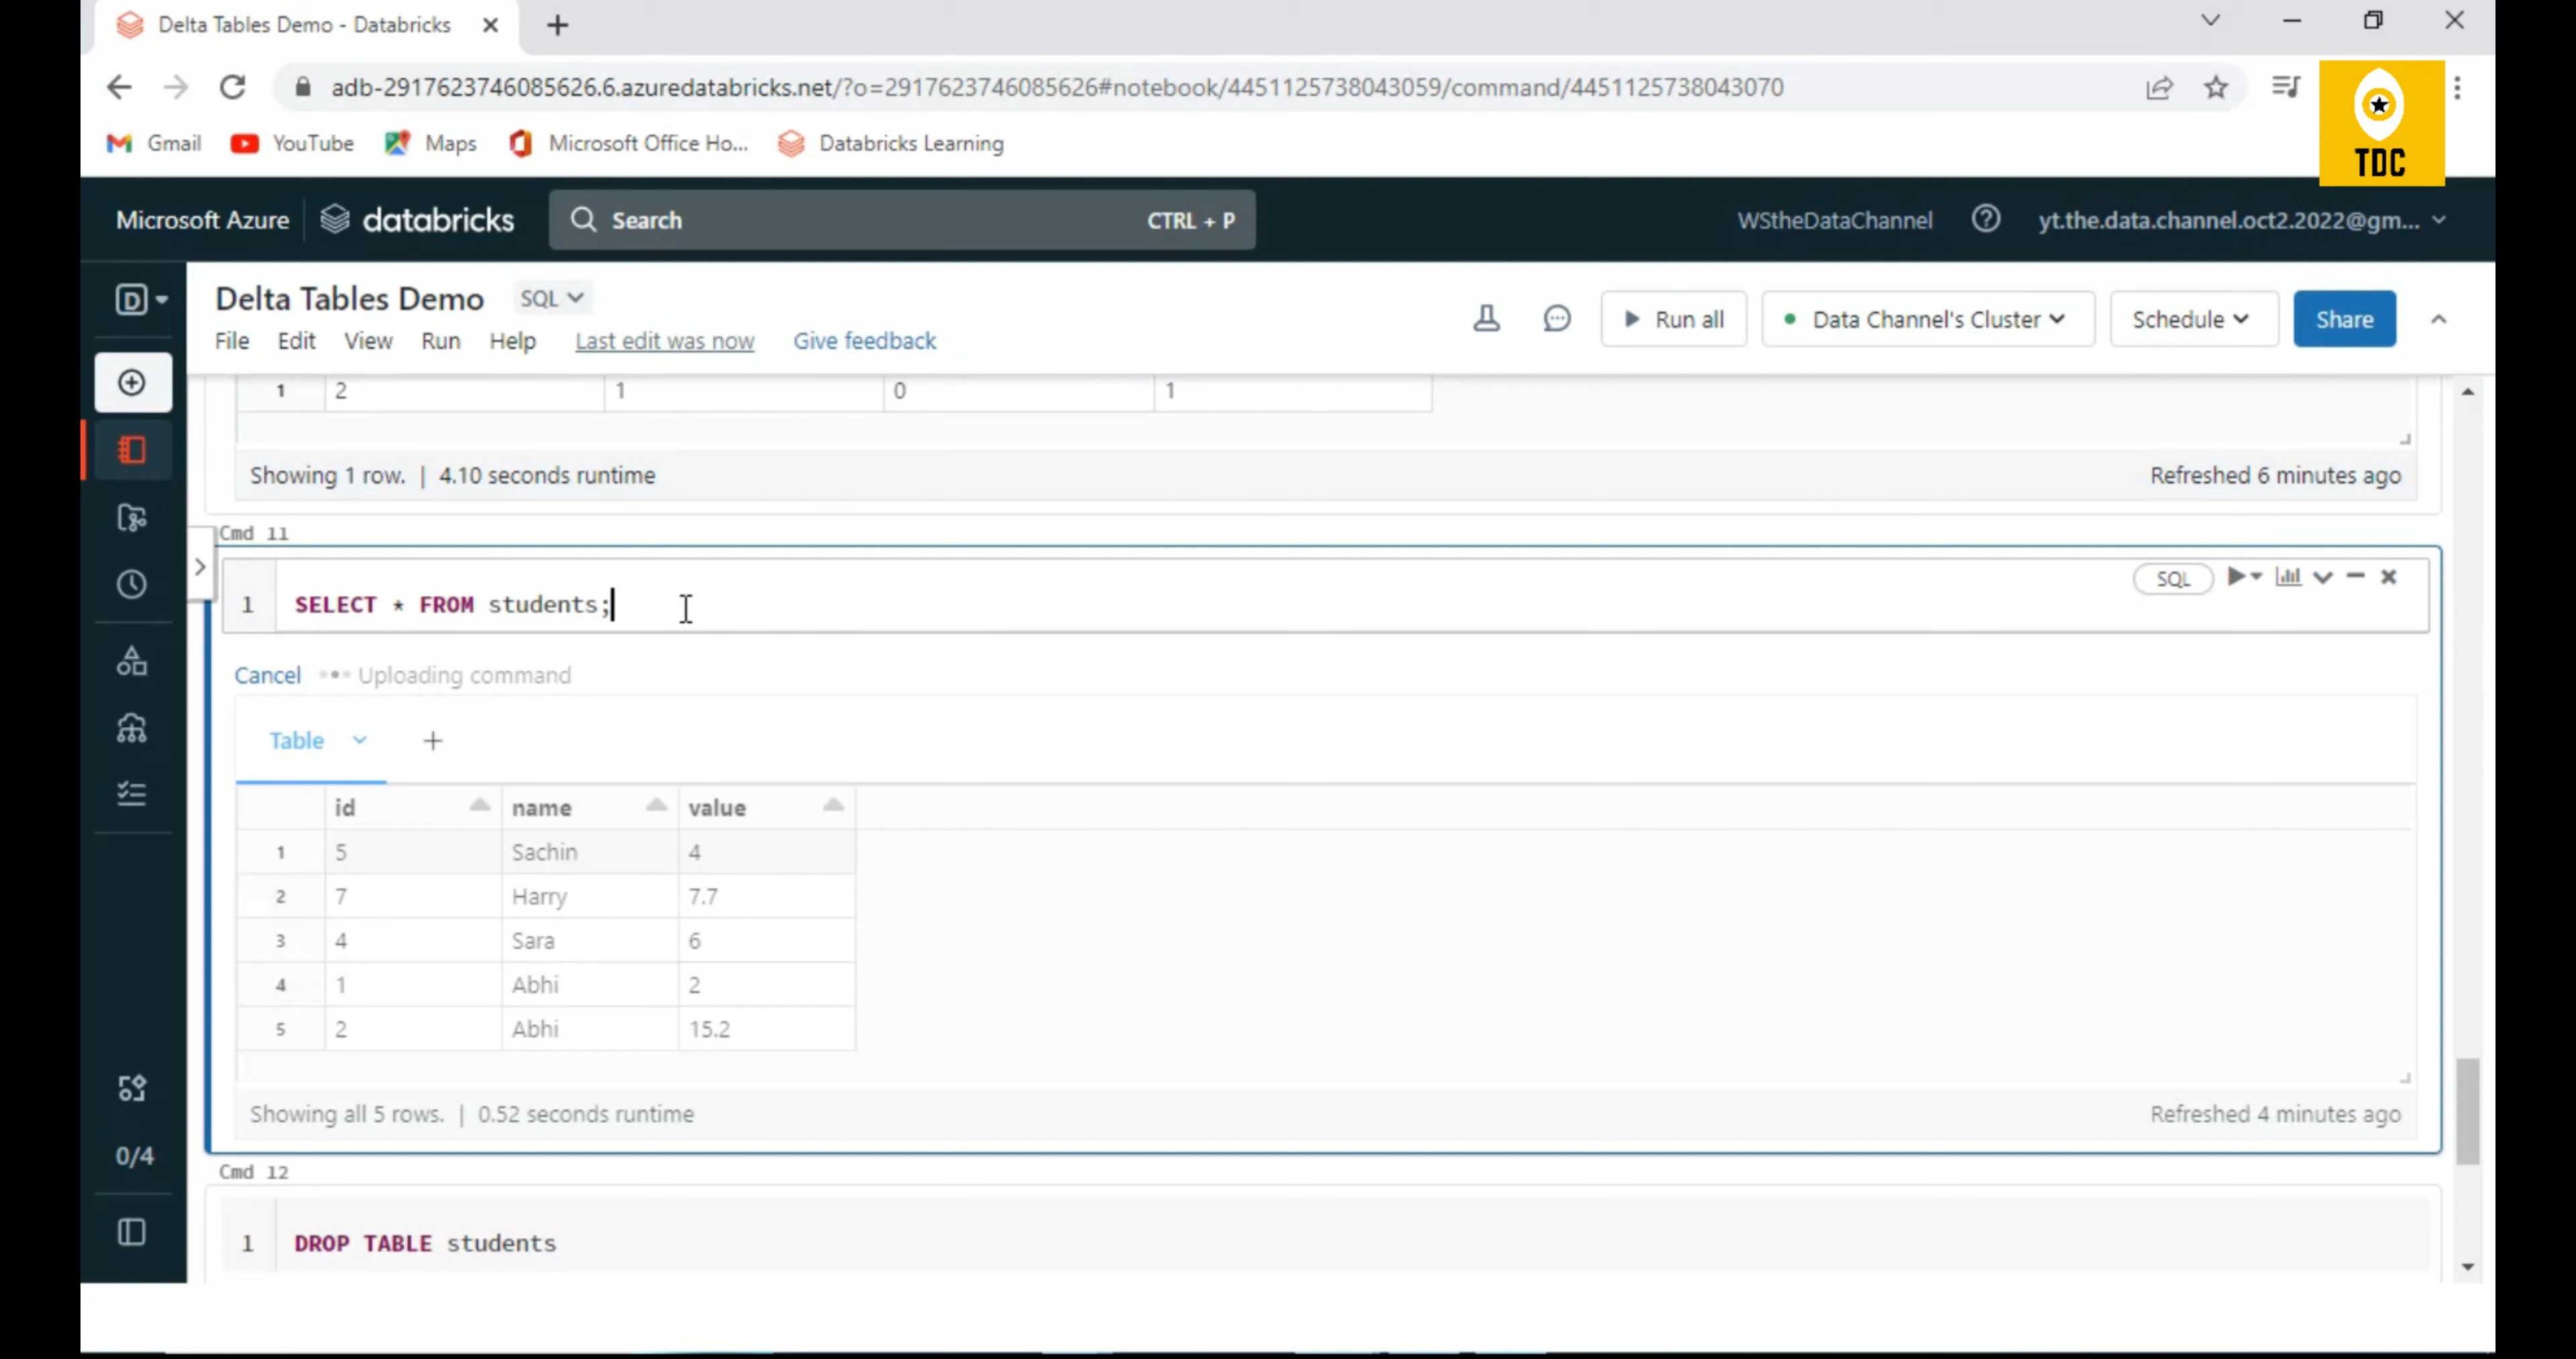 Delta Tables Demo - Databricks
adb-2917623746085626.6.azuredatabricks.net/?o=2917623746085626#notebook/4451125738043059/command/4451125738043070
Gmail YouTube Maps Microsoft Office Ho... Databricks Learning
TDC
Microsoft Azure databricks Search CTRL + P WStheDataChannel yt.the.data.channel.oct2.2022@gm...
D
Delta Tables Demo SQL
File Edit View Run Help Last edit was now Give feedback
Run all Data Channel's Cluster Schedule Share
1 2 1 0 1
Showing 1 row. | 4.10 seconds runtime Refreshed 6 minutes ago
Cmd 11
SQL
1 SELECT * FROM students;
Cancel Uploading command
Table +
id name value
1 5 Sachin 4
2 7 Harry 7.7
3 4 Sara 6
4 1 Abhi 2
5 2 Abhi 15.2
Showing all 5 rows. | 0.52 seconds runtime Refreshed 4 minutes ago
0/4
Cmd 12
1 DROP TABLE students